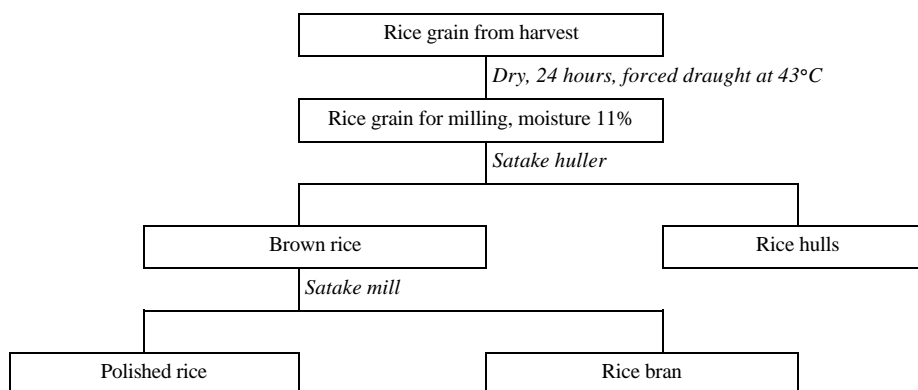 Rice grain from harvest
Dry, 24 hours, forced draught at 43°C
Rice grain for milling, moisture 11%
Satake huller
Brown rice
Rice hulls
Satake mill
Polished rice
Rice bran